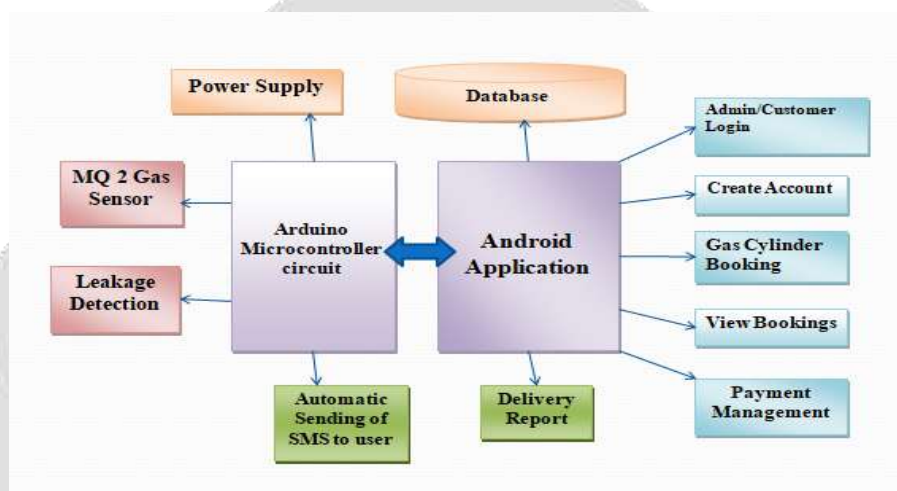 Power Supply
Database
Admin/Customer
Login
MQ 2 Gas
Sensor
Create Account
Arduino
Microcontroller
circuit
Android
Application
Gas Cylinder
Booking
Leakage
Detection
View Bookings
Automatic
Sending of
SMS to user
Delivery
Report
Payment
Management